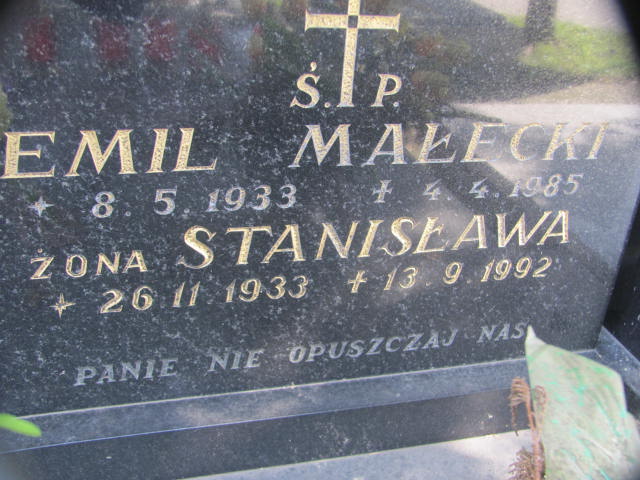 Ś. P.
EMIL MAŁECKI
8. 5. 1933 4. 4. 1985
ŻONA STANISŁAWA
26 11 1933 13. 9. 1992
PANIE NIE OPUSZCZAJ NAS